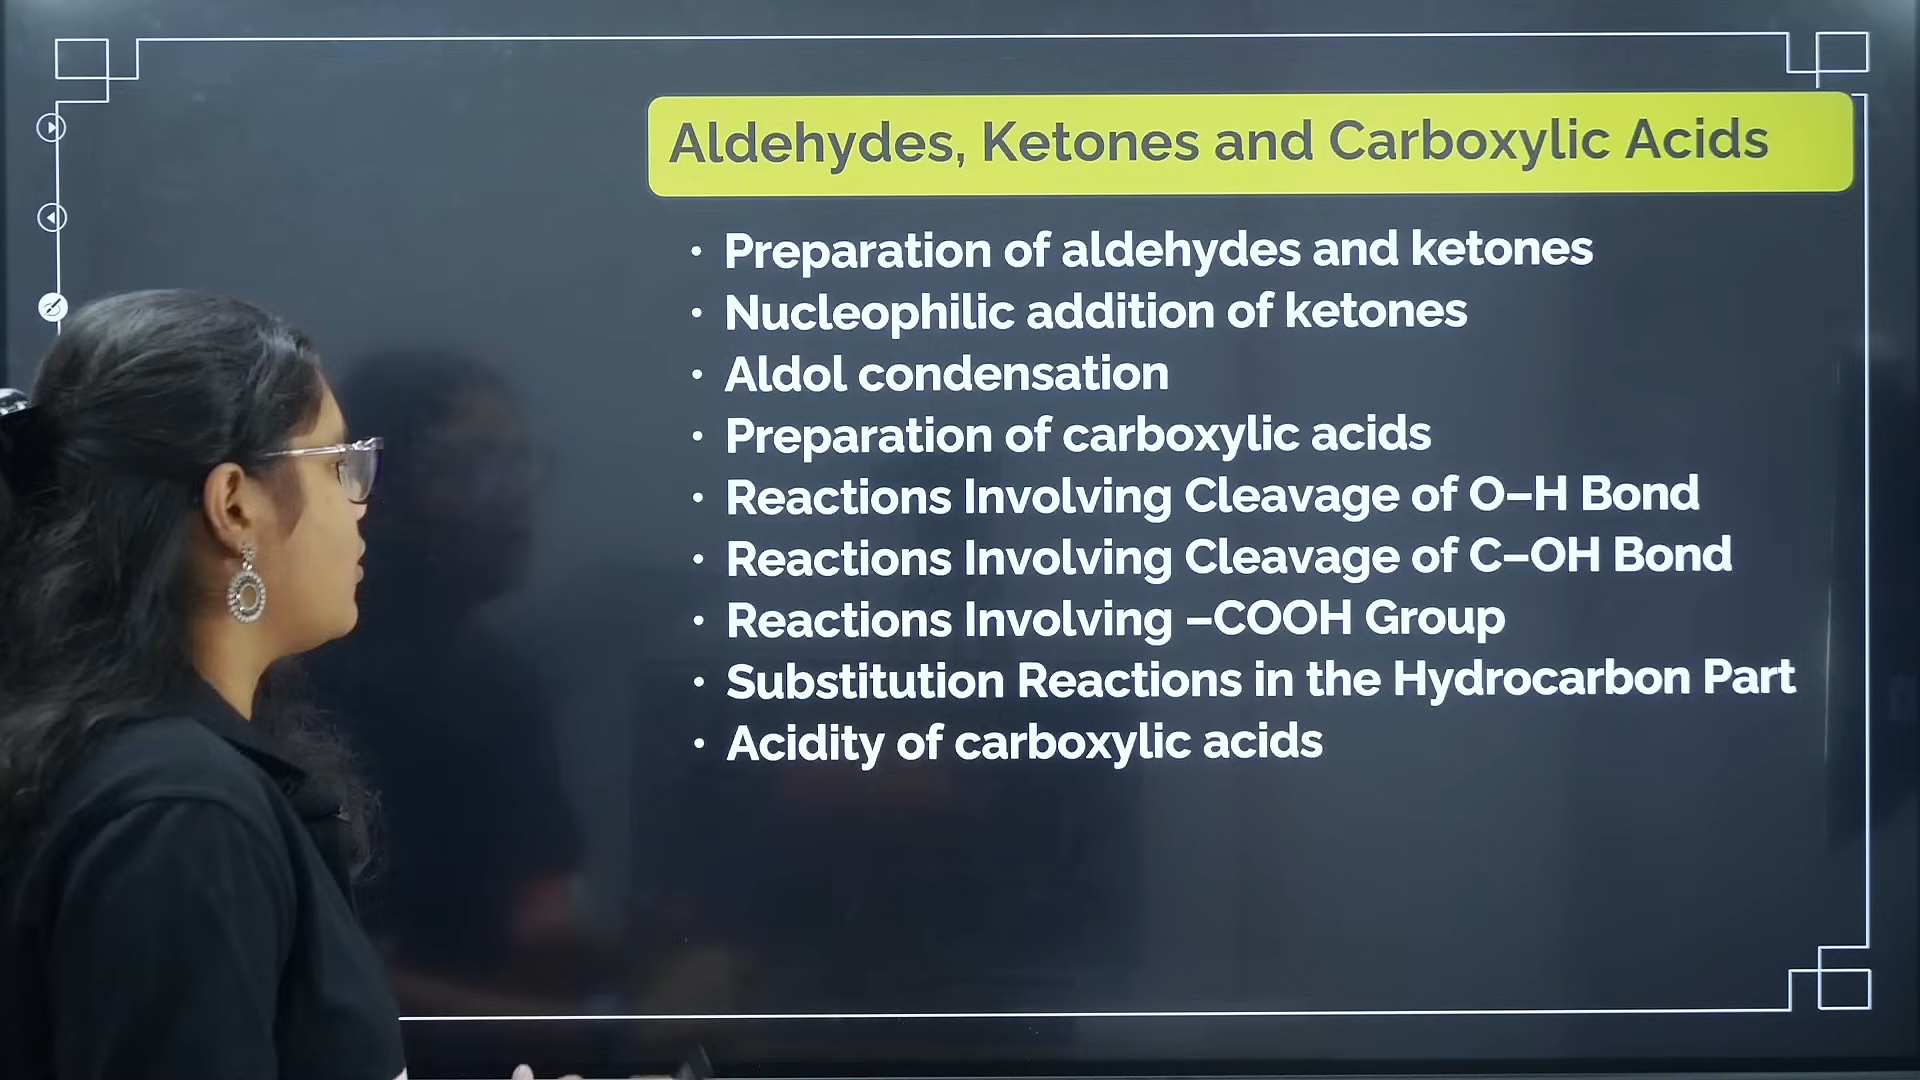 Aldehydes, Ketones and Carboxylic Acids
• Preparation of aldehydes and ketones
• Nucleophilic addition of ketones
• Aldol condensation
• Preparation of carboxylic acids
• Reactions Involving Cleavage of O–H Bond
• Reactions Involving Cleavage of C–OH Bond
• Reactions Involving –COOH Group
• Substitution Reactions in the Hydrocarbon Part
• Acidity of carboxylic acids